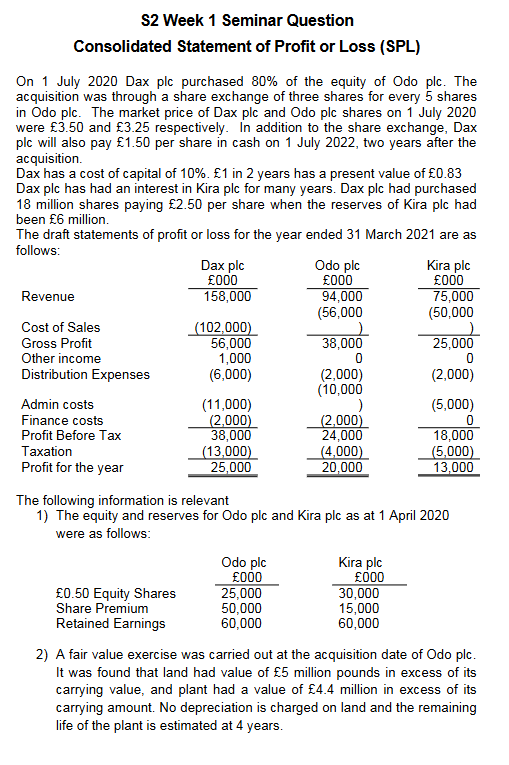 S2 Week 1 Seminar Question
Consolidated Statement of Profit or Loss (SPL)
On 1 July 2020 Dax plc purchased 80% of the equity of Odo plc. The
acquisition was through a share exchange of three shares for every 5 shares
in Odo plc. The market price of Dax plc and Odo plc shares on 1 July 2020
were £3.50 and £3.25 respectively. In addition to the share exchange, Dax
plc will also pay £1.50 per share in cash on 1 July 2022, two years after the
acquisition.
Dax has a cost of capital of 10%. £1 in 2 years has a present value of £0.83
Dax plc has had an interest in Kira plc for many years. Dax plc had purchased
18 million shares paying £2.50 per share when the reserves of Kira plc had
been £6 million.
The draft statements of profit or loss for the year ended 31 March 2021 are as
follows:
Dax plc Odo plc Kira plc
£000 £000 £000
Revenue 158,000 94,000 75,000
(56,000 (50,000
Cost of Sales (102,000) ) )
Gross Profit 56,000 38,000 25,000
Other income 1,000 0 0
Distribution Expenses (6,000) (2,000) (2,000)
(10,000
Admin costs (11,000) ) (5,000)
Finance costs (2,000) (2,000) 0
Profit Before Tax 38,000 24,000 18,000
Taxation (13,000) (4,000) (5,000)
Profit for the year 25,000 20,000 13,000
The following information is relevant
1) The equity and reserves for Odo plc and Kira plc as at 1 April 2020
were as follows:
Odo plc Kira plc
£000 £000
£0.50 Equity Shares 25,000 30,000
Share Premium 50,000 15,000
Retained Earnings 60,000 60,000
2) A fair value exercise was carried out at the acquisition date of Odo plc.
It was found that land had value of £5 million pounds in excess of its
carrying value, and plant had a value of £4.4 million in excess of its
carrying amount. No depreciation is charged on land and the remaining
life of the plant is estimated at 4 years.